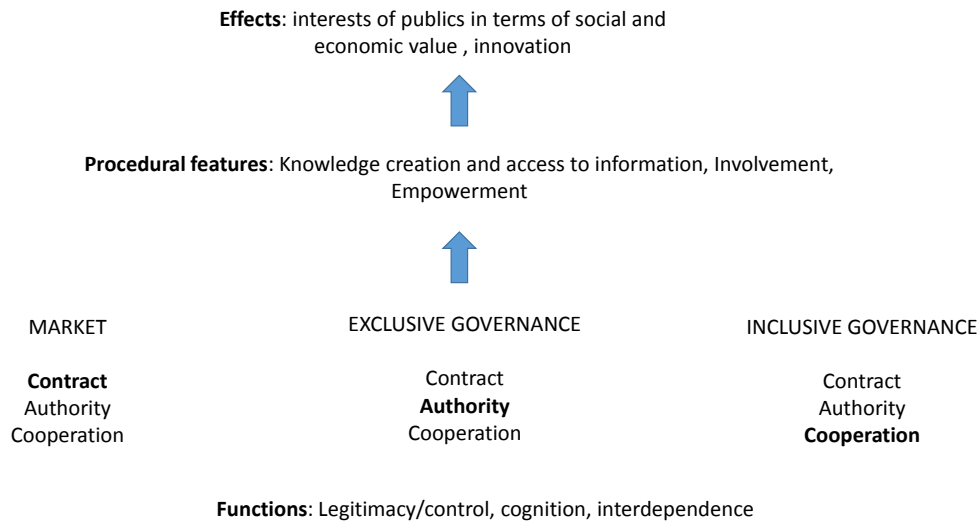 Effects: interests of publics in terms of social and
economic value , innovation
Procedural features: Knowledge creation and access to information, Involvement,
Empowerment
MARKET
Contract
Authority
Cooperation
EXCLUSIVE GOVERNANCE
Contract
Authority
Cooperation
INCLUSIVE GOVERNANCE
Contract
Authority
Cooperation
Functions: Legitimacy/control, cognition, interdependence